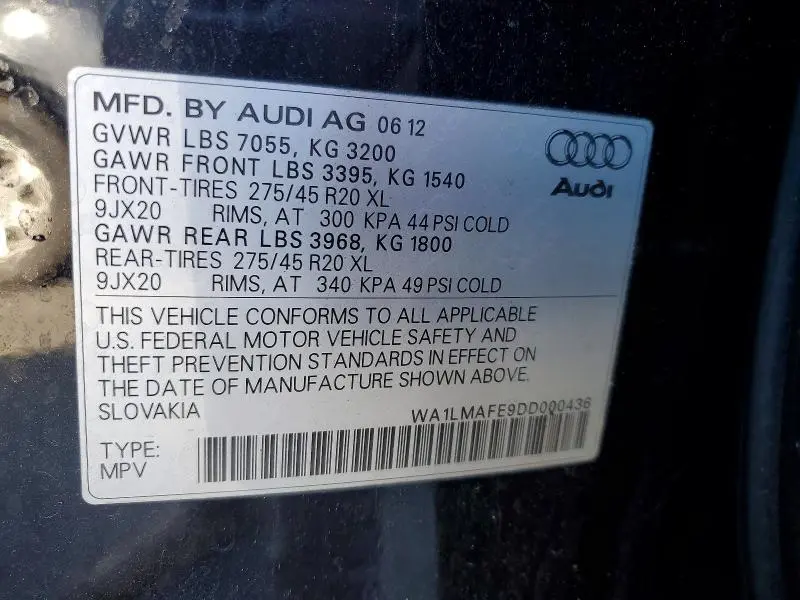 MFD. BY AUDI AG 06 12
GVWR LBS 7055, KG 3200
GAWR FRONT LBS 3395, KG 1540
FRONT-TIRES 275/45 R20 XL
9JX20 RIMS, AT 300 KPA 44 PSI COLD
GAWR REAR LBS 3968, KG 1800
REAR-TIRES 275/45 R20 XL
9JX20 RIMS, AT 340 KPA 49 PSI COLD
Audi
THIS VEHICLE CONFORMS TO ALL APPLICABLE
U.S. FEDERAL MOTOR VEHICLE SAFETY AND
THEFT PREVENTION STANDARDS IN EFFECT ON
THE DATE OF MANUFACTURE SHOWN ABOVE.
SLOVAKIA WA1LMAFE9DD000436
TYPE:
MPV